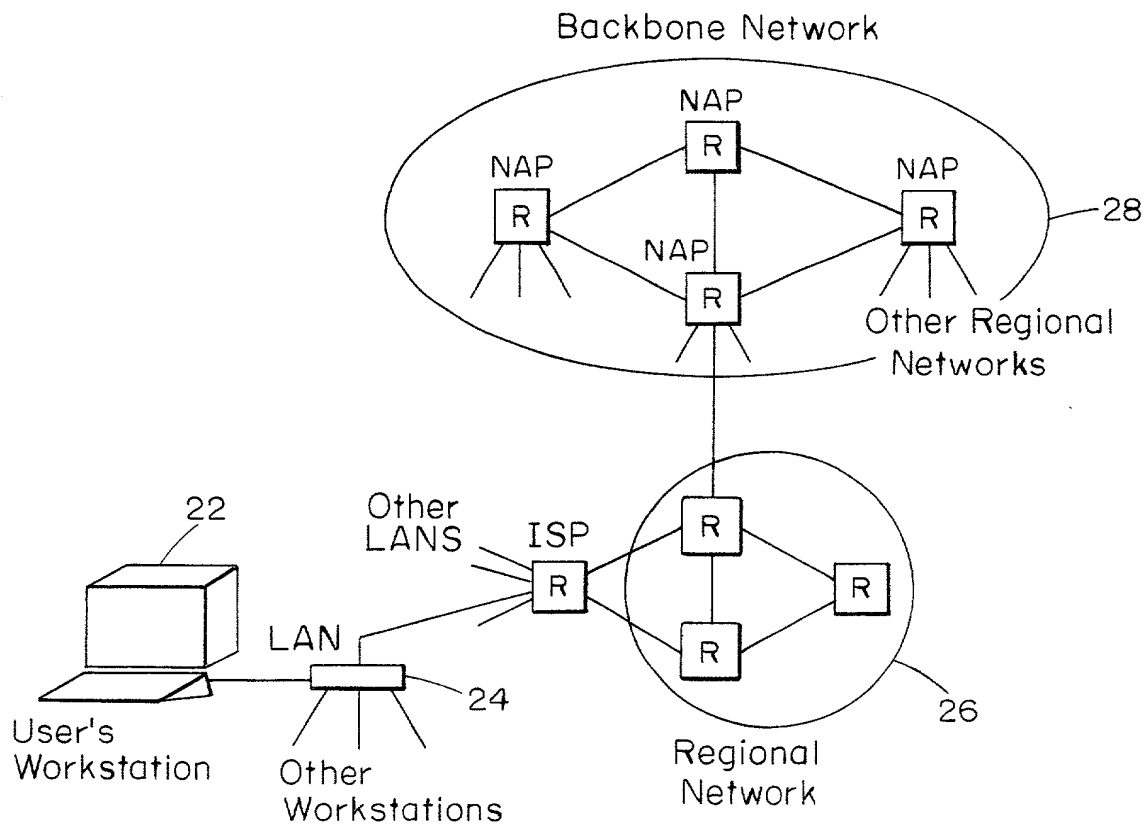 Backbone Network
NAP
R
NAP
R
NAP
R
NAP
R
28
Other Regional
Networks
22
Other
LANS
ISP
R
R
R
R
LAN
24
26
User's
Workstation
Other
Workstations
Regional
Network